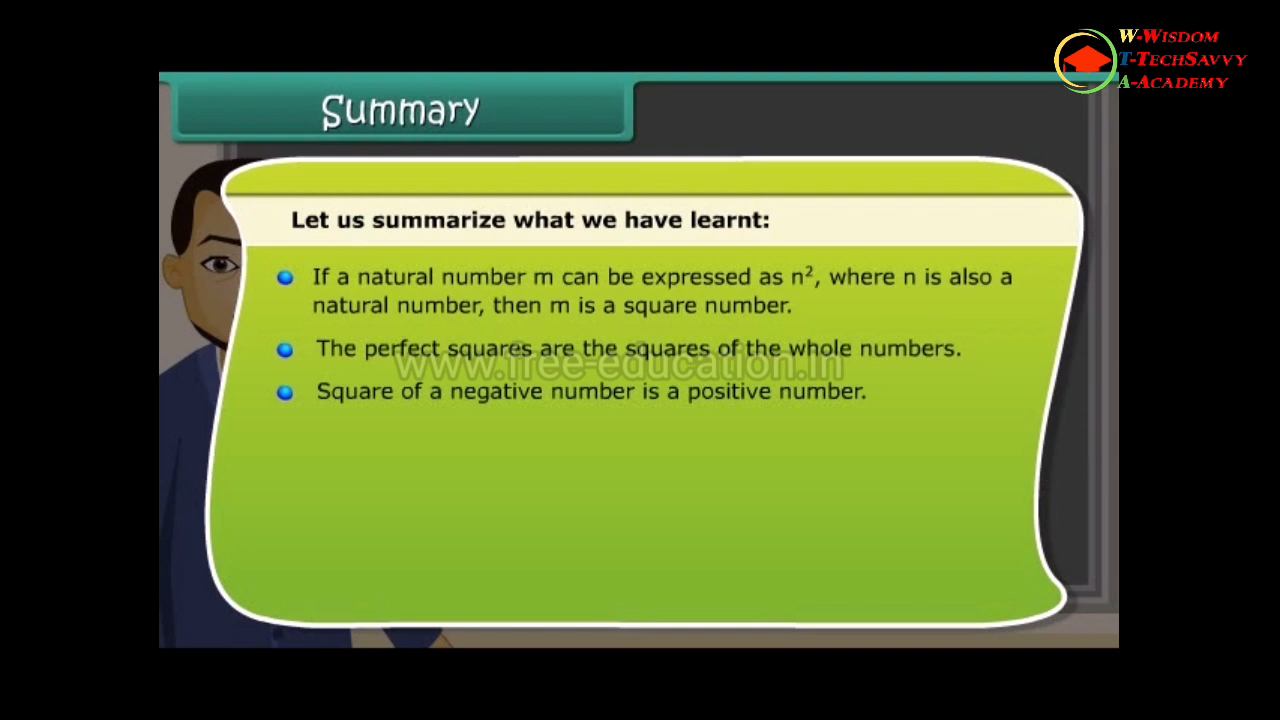 W-Wisdom
T-TechSavvy
A-Academy
Summary
Let us summarize what we have learnt:
If a natural number m can be expressed as n², where n is also a
natural number, then m is a square number.
The perfect squares are the squares of the whole numbers.
www.free-education.in
Square of a negative number is a positive number.